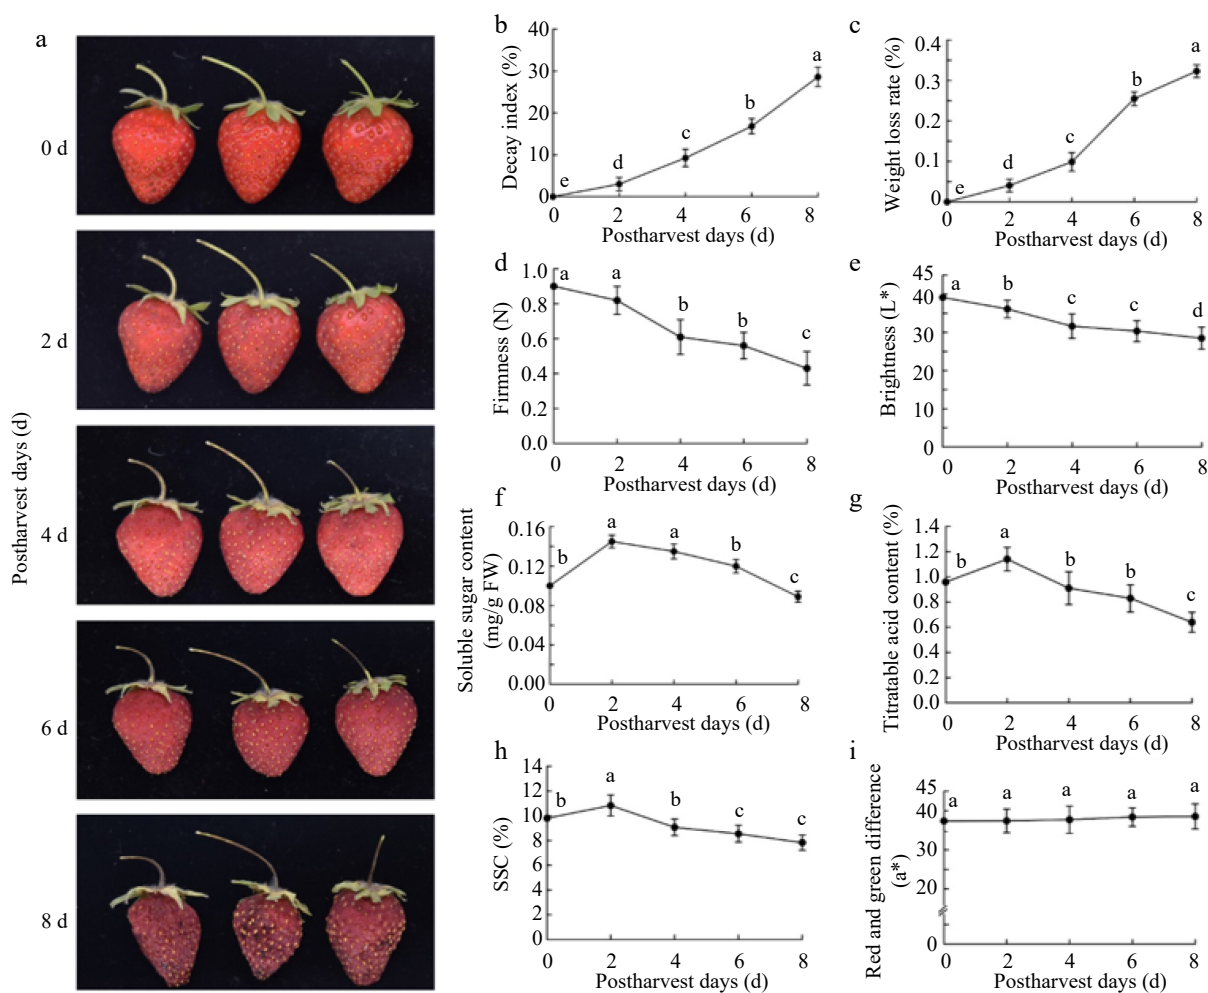 a
Postharvest days (d)
0 d
2 d
4 d
6 d
8 d
b
Decay index (%)
40
30
20
10
0
e
d
c
b
a
0 2 4 6 8
Postharvest days (d)
c
Weight loss rate (%)
0.4
0.3
0.2
0.1
0
e
d
c
b
a
0 2 4 6 8
Postharvest days (d)
d
Firmness (N)
1.0
0.8
0.6
0.4
0.2
0.0
a
a
b
b
c
0 2 4 6 8
Postharvest days (d)
e
Brightness (L*)
45
40
30
20
10
0
a
b
c
c
d
0 2 4 6 8
Postharvest days (d)
f
Soluble sugar content
(mg/g FW)
0.16
0.12
0.08
0.04
0.00
b
a
a
b
c
0 2 4 6 8
Postharvest days (d)
g
Titratable acid content (%)
1.4
1.2
1.0
0.8
0.6
0.4
0.2
0.0
b
a
b
b
c
0 2 4 6 8
Postharvest days (d)
h
SSC (%)
14
12
10
8
6
4
2
0
b
a
b
c
c
0 2 4 6 8
Postharvest days (d)
i
Red and green difference
(a*)
45
40
30
20
0
a
a
a
a
a
0 2 4 6 8
Postharvest days (d)